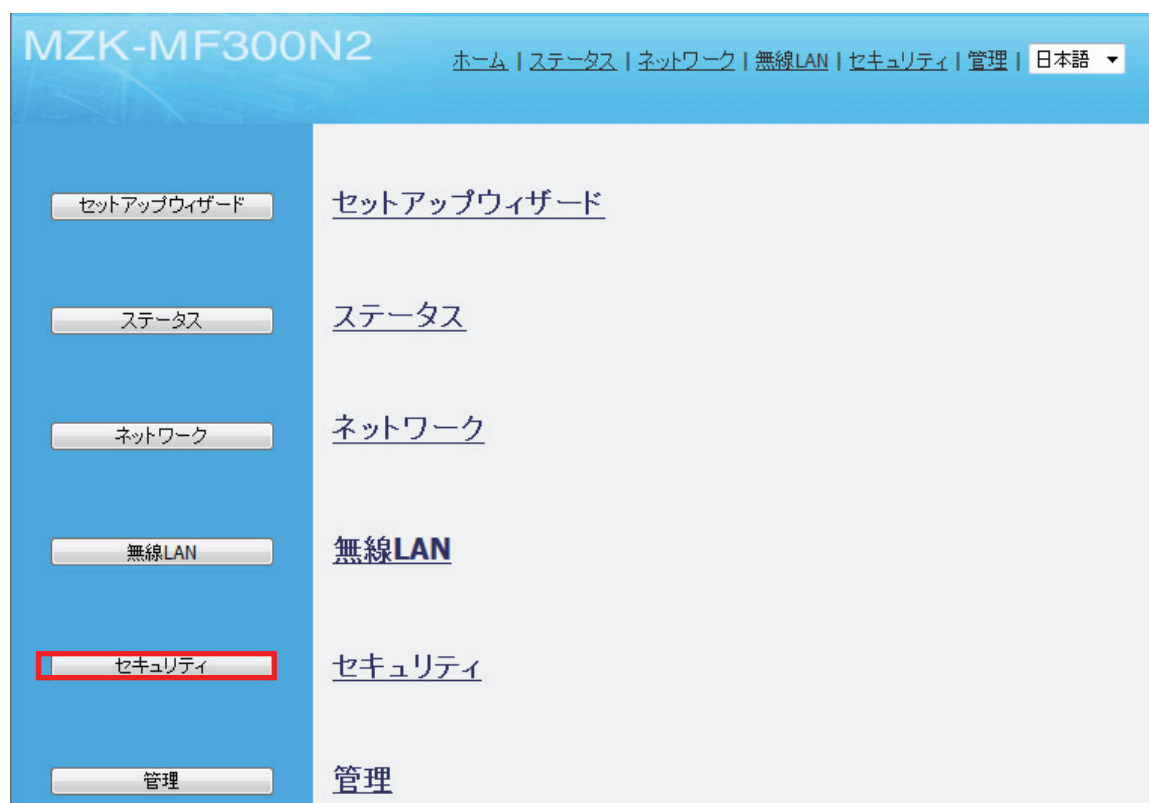 MZK-MF300N2
ホーム | ステータス | ネットワーク | 無線LAN | セキュリティ | 管理 | 日本語
セットアップウィザード セットアップウィザード
ステータス ステータス
ネットワーク ネットワーク
無線LAN 無線LAN
セキュリティ セキュリティ
管理 管理